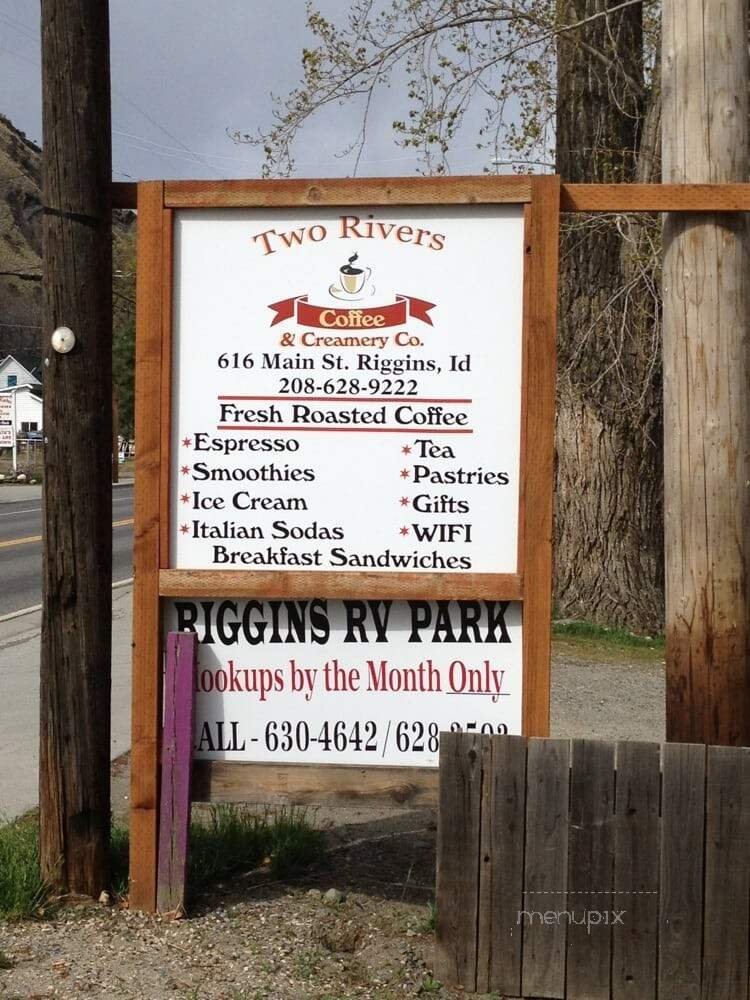 Two Rivers
Coffee
& Creamery Co.
616 Main St. Riggins, Id
208-628-9222
Fresh Roasted Coffee
*Espresso
*Smoothies
*Ice Cream
*Italian Sodas
*Tea
*Pastries
*Gifts
*WIFI
Breakfast Sandwiches
RIGGINS RV PARK
Hookups by the Month Only
CALL - 630-4642 / 628
menupix